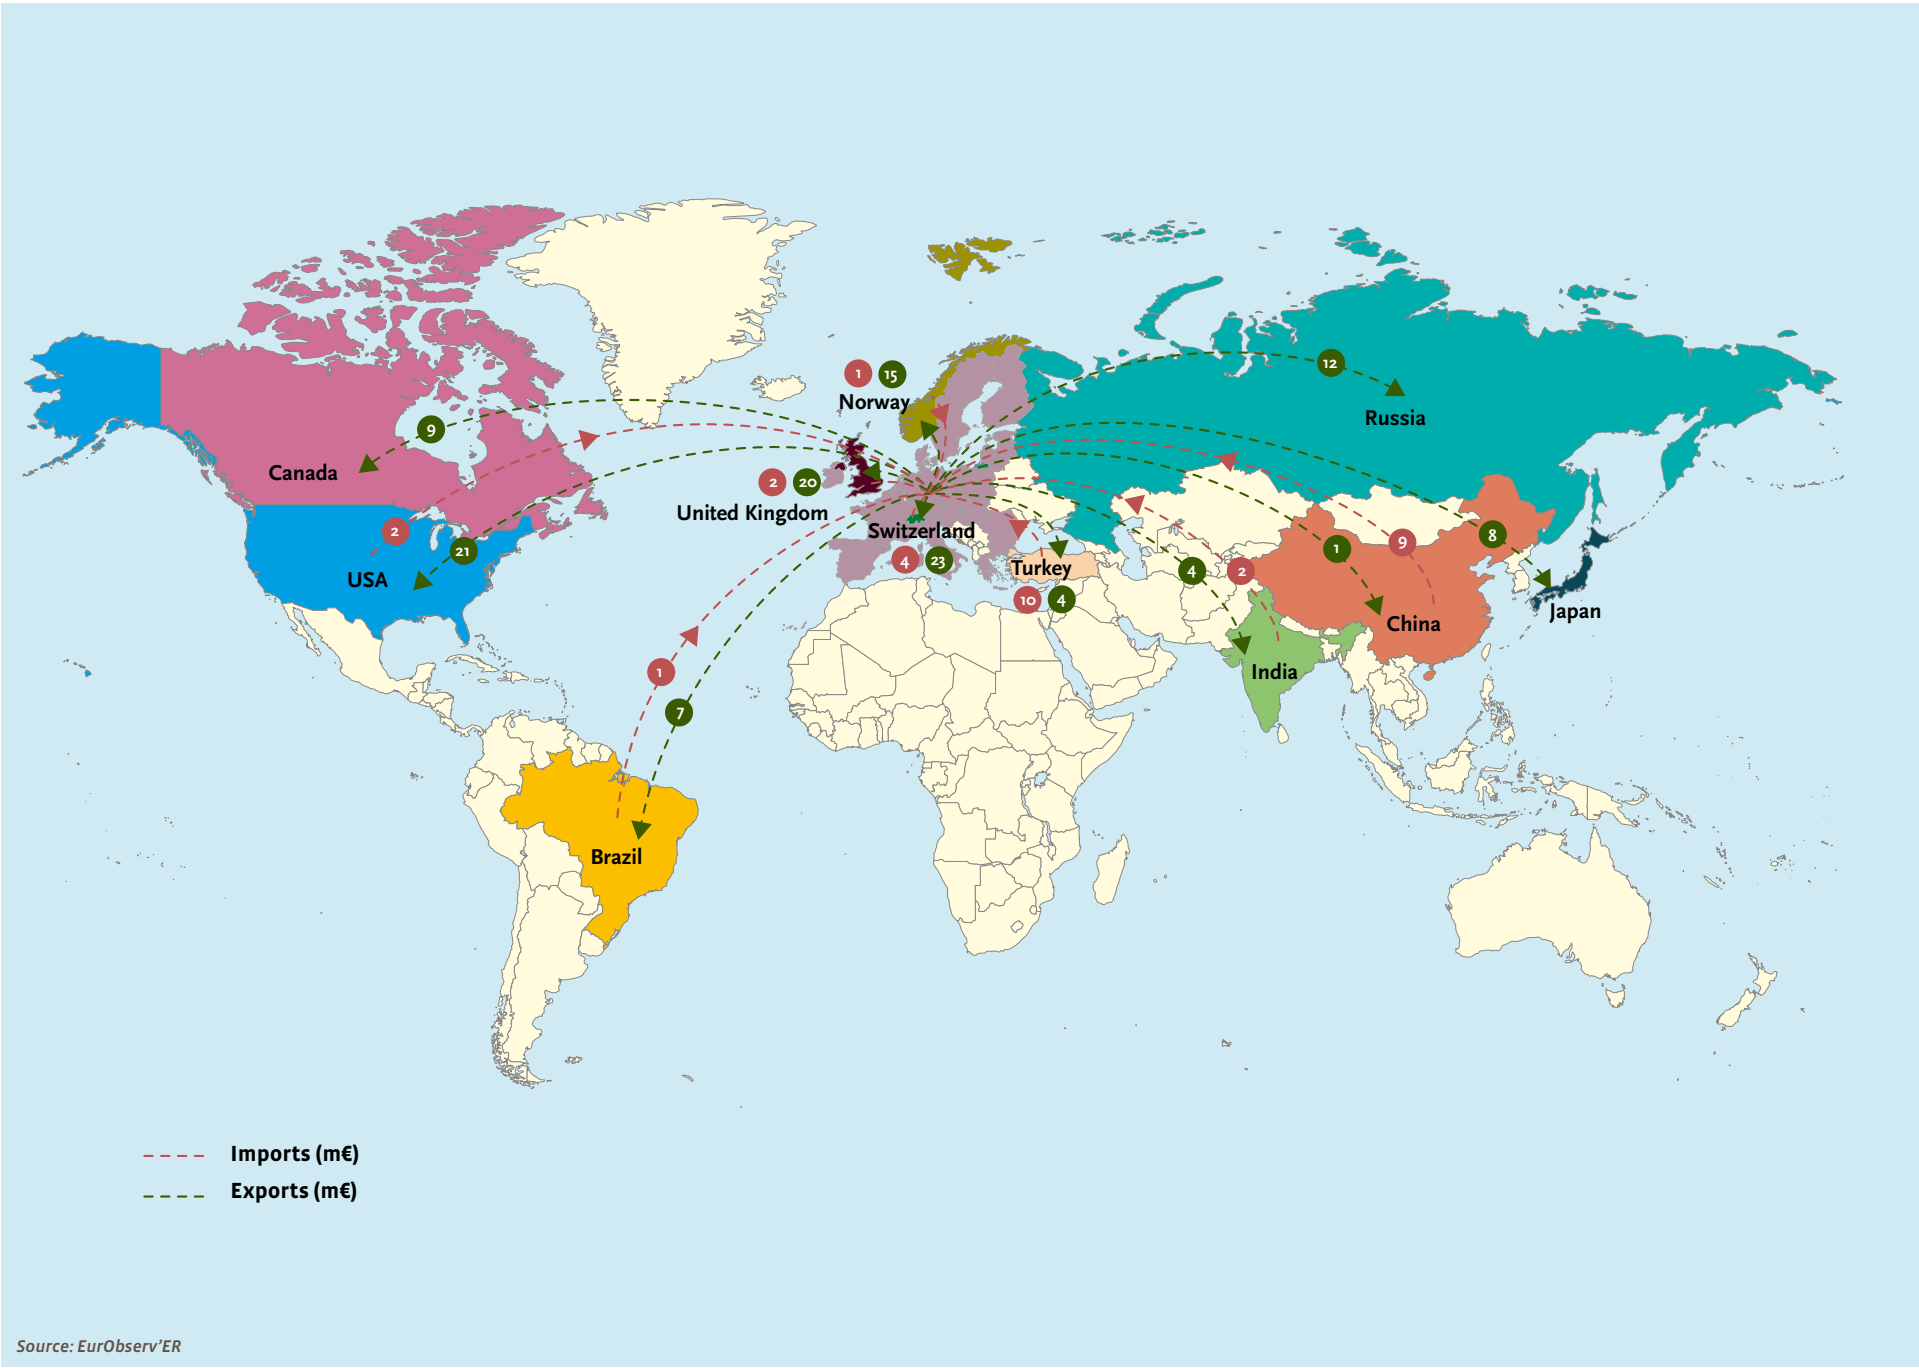 12
1 15
Norway
Russia
9
Canada
2 20
United Kingdom
Switzerland
2
21
USA
4 23
Turkey
10 4
4
2
1
9
8
Japan
China
India
1
7
Brazil
Imports (m€)
Exports (m€)
Source: EurObserv'ER